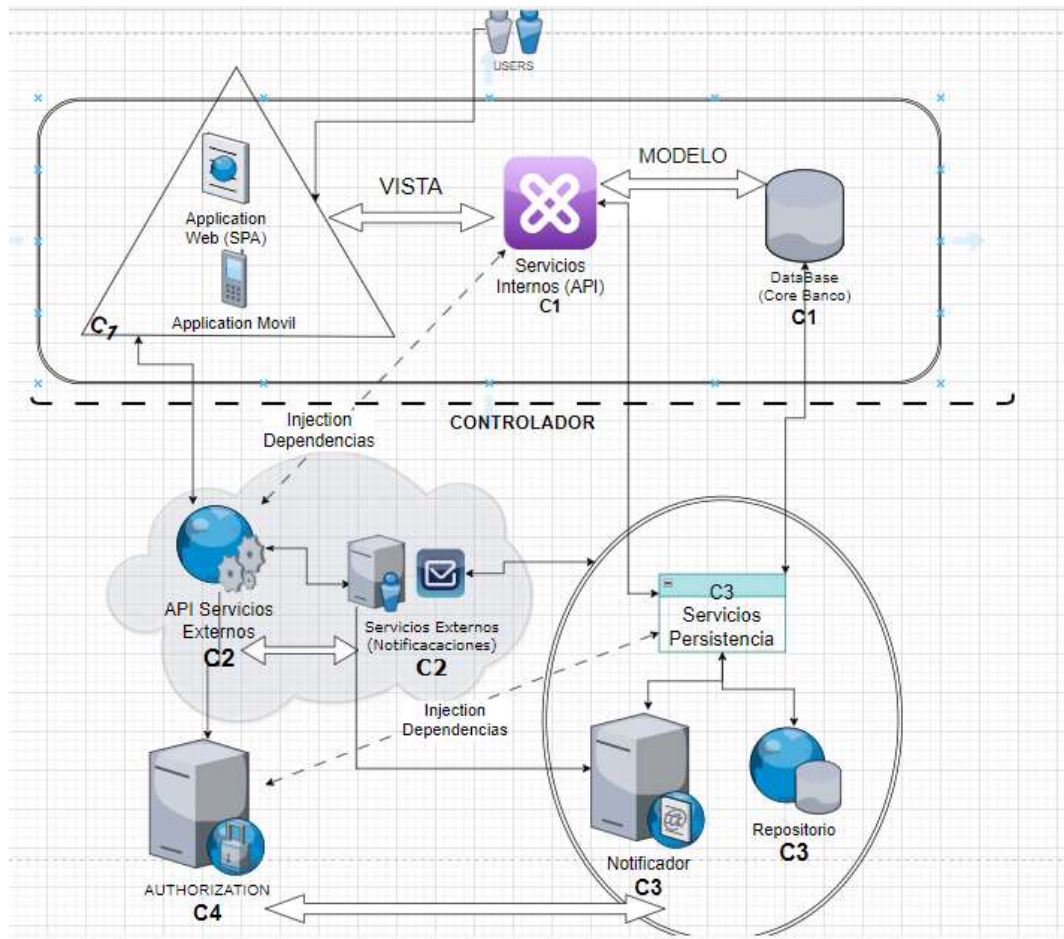 USERS
MODELO
VISTA
Application
Web (SPA)
Application Movil
C1
Servicios
Internos (API)
C1
DataBase
(Core Banco)
C1
Injection
Dependencias
CONTROLADOR
API Servicios
Externos
C2
Servicios Externos
(Notificacaciones)
C2
C3
Servicios
Persistencia
Injection
Dependencias
AUTHORIZATION
C4
Notificador
C3
Repositorio
C3